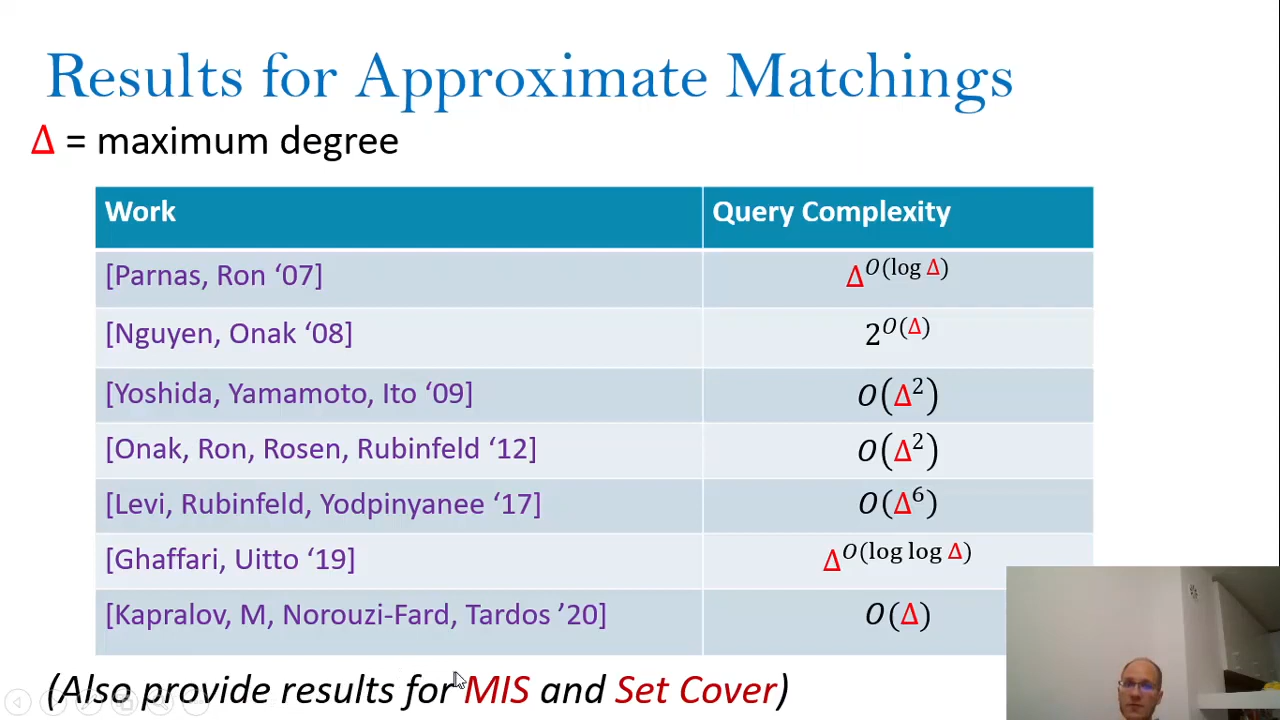 Results for Approximate Matchings
Δ = maximum degree
Work Query Complexity
[Parnas, Ron ‘07] Δ^{O(log Δ)}
[Nguyen, Onak ‘08] 2^{O(Δ)}
[Yoshida, Yamamoto, Ito ‘09] O(Δ²)
[Onak, Ron, Rosen, Rubinfeld ‘12] O(Δ²)
[Levi, Rubinfeld, Yodpinyanee ‘17] O(Δ⁶)
[Ghaffari, Uitto ‘19] Δ^{O(log log Δ)}
[Kapralov, M, Norouzi-Fard, Tardos ’20] O(Δ)
(Also provide results for MIS and Set Cover)